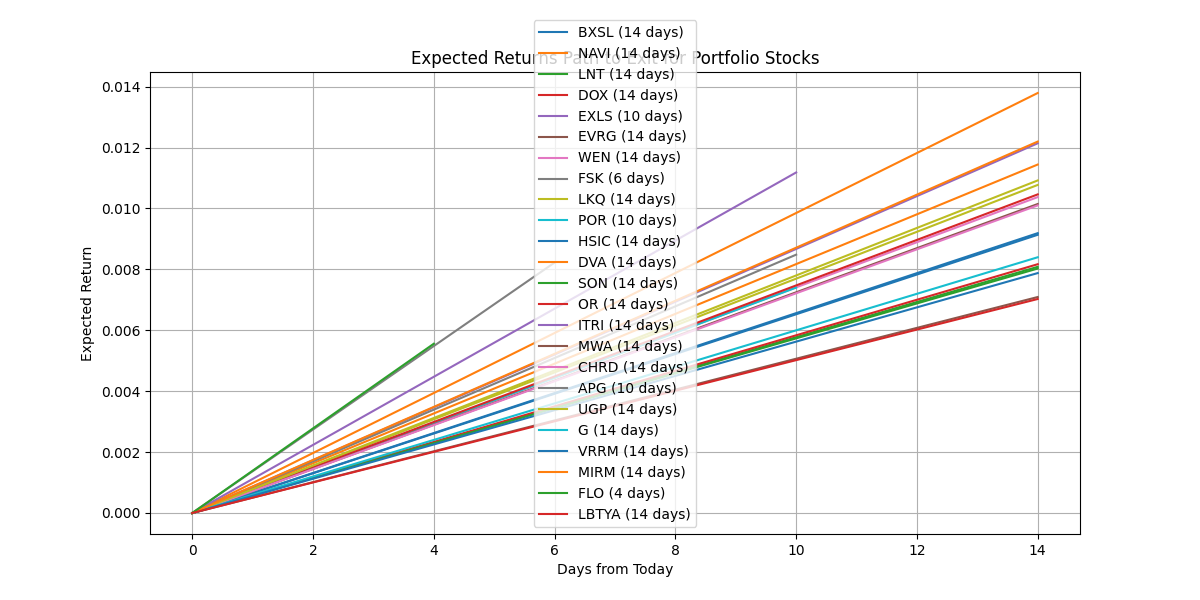 Expected Returns Path to Exit for Portfolio Stocks
BXSL (14 days)
NAVI (14 days)
LNT (14 days)
DOX (14 days)
EXLS (10 days)
EVRG (14 days)
WEN (14 days)
FSK (6 days)
LKQ (14 days)
POR (10 days)
HSIC (14 days)
DVA (14 days)
SON (14 days)
OR (14 days)
ITRI (14 days)
MWA (14 days)
CHRD (14 days)
APG (10 days)
UGP (14 days)
G (14 days)
VRRM (14 days)
MIRM (14 days)
FLO (4 days)
LBTYA (14 days)
Expected Return
0.014
0.012
0.010
0.008
0.006
0.004
0.002
0.000
0 2 4 6 8 10 12 14
Days from Today